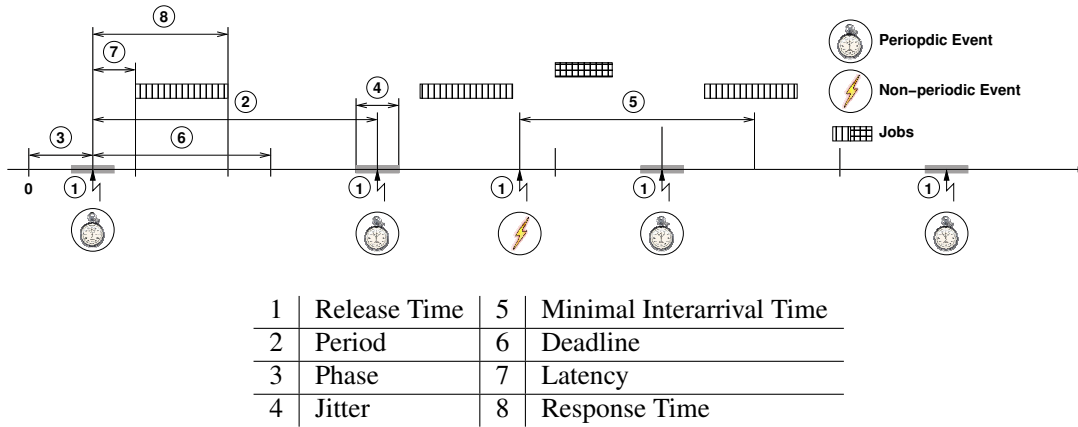 8
7
Periopdic Event
4
2
5
Non-periodic Event
3
6
Jobs
0
1
1
1
1
1
1 Release Time 5 Minimal Interarrival Time
2 Period 6 Deadline
3 Phase 7 Latency
4 Jitter 8 Response Time